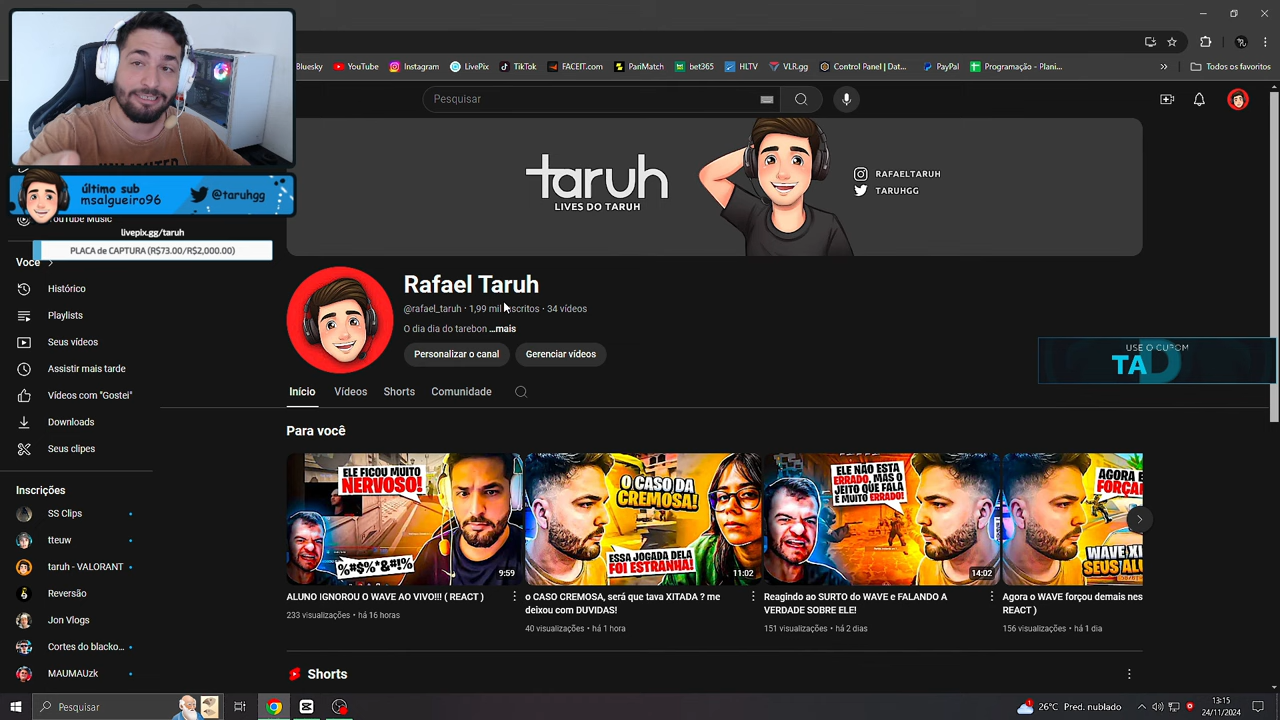 Bluesky YouTube Instagram LivePix TikTok FACEIT.com PariMatch bet365 HLTV VLR.gg Control Panel | Dat... PayPal Programação - Plani... Todos os favoritos
Pesquisar
último sub
msalgueiro96
@taruhgg
YouTube Music
livepix.gg/taruh
PLACA de CAPTURA (R$73.00/R$2,000.00)
taruh
LIVES DO TARUH
RAFAELTARUH
TARUHGG
Você
Histórico
Playlists
Seus vídeos
Assistir mais tarde
Vídeos com "Gostei"
Downloads
Seus clipes
Inscrições
SS Clips
tteuw
taruh - VALORANT
Reversão
Jon Vlogs
Cortes do blacko...
MAUMAUzk
Rafael Taruh
@rafael_taruh · 1,99 mil inscritos · 34 vídeos
O dia dia do tarebon ...mais
Personalizar o canal
Gerenciar vídeos
USE O CUPOM
TAD
Início Vídeos Shorts Comunidade
Para você
ELE FICOU MUITO
NERVOSO!
%#$%*&#!%
9:59
ALUNO IGNOROU O WAVE AO VIVO!!! ( REACT )
233 visualizações · há 16 horas
O CASO DA
CREMOSA!
ESSA JOGADA DELA
FOI ESTRANHA!
11:02
o CASO CREMOSA, será que tava XITADA ? me
deixou com DUVIDAS!
40 visualizações · há 1 hora
ELE NÃO ESTA
ERRADO, MAS O
JEITO QUE FALA
É MUITO ERRADO!
14:02
Reagindo ao SURTO do WAVE e FALANDO A
VERDADE SOBRE ELE!
151 visualizações · há 2 dias
AGORA E
FORÇA
WAVE XI
SEUS ALU
Agora o WAVE forçou demais nes
REACT )
156 visualizações · há 1 dia
Shorts
Pesquisar
26°C Pred. nublado
13:15
24/11/2024